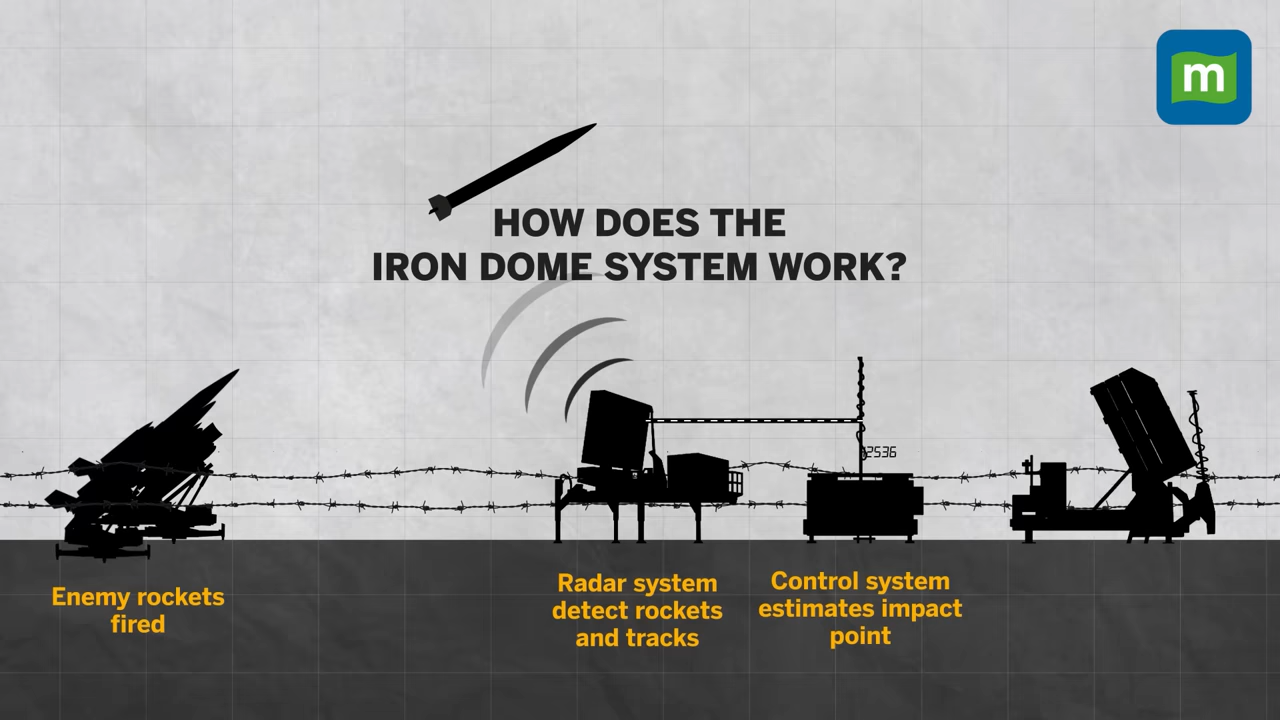 m
HOW DOES THE
IRON DOME SYSTEM WORK?
2536
Enemy rockets
fired
Radar system
detect rockets
and tracks
Control system
estimates impact
point